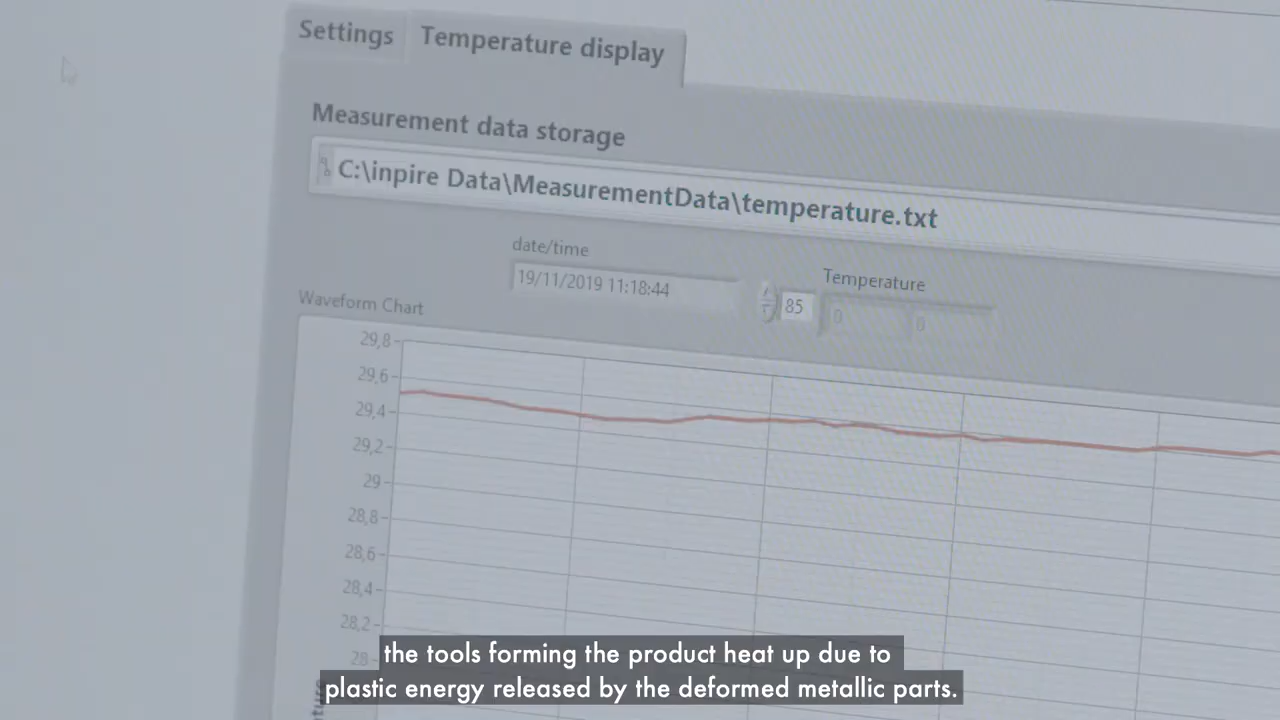 Settings
Temperature display
Measurement data storage
C:\inpire Data\MeasurementData\temperature.txt
date/time
19/11/2019 11:18:44
85
Temperature
0
0
Waveform Chart
29,8
29,6
29,4
29,2
29
28,8
28,6
28,4
28,2
28
the tools forming the product heat up due to
plastic energy released by the deformed metallic parts.